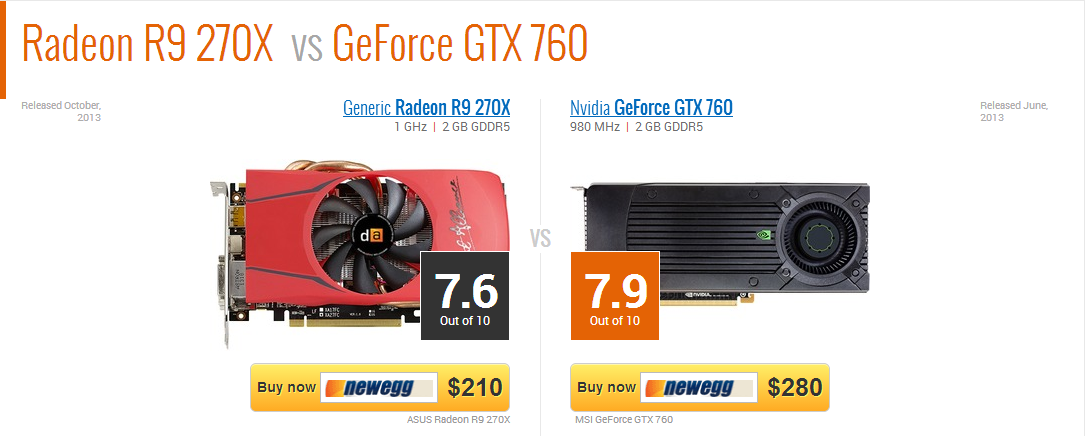 Radeon R9 270X vs GeForce GTX 760
Released October, 2013
Generic Radeon R9 270X
1 GHz | 2 GB GDDR5
Nvidia GeForce GTX 760
980 MHz | 2 GB GDDR5
Released June, 2013
da
VS
7.6
Out of 10
7.9
Out of 10
NVIDIA
Buy now newegg $210
ASUS Radeon R9 270X
Buy now newegg $280
MSI GeForce GTX 760